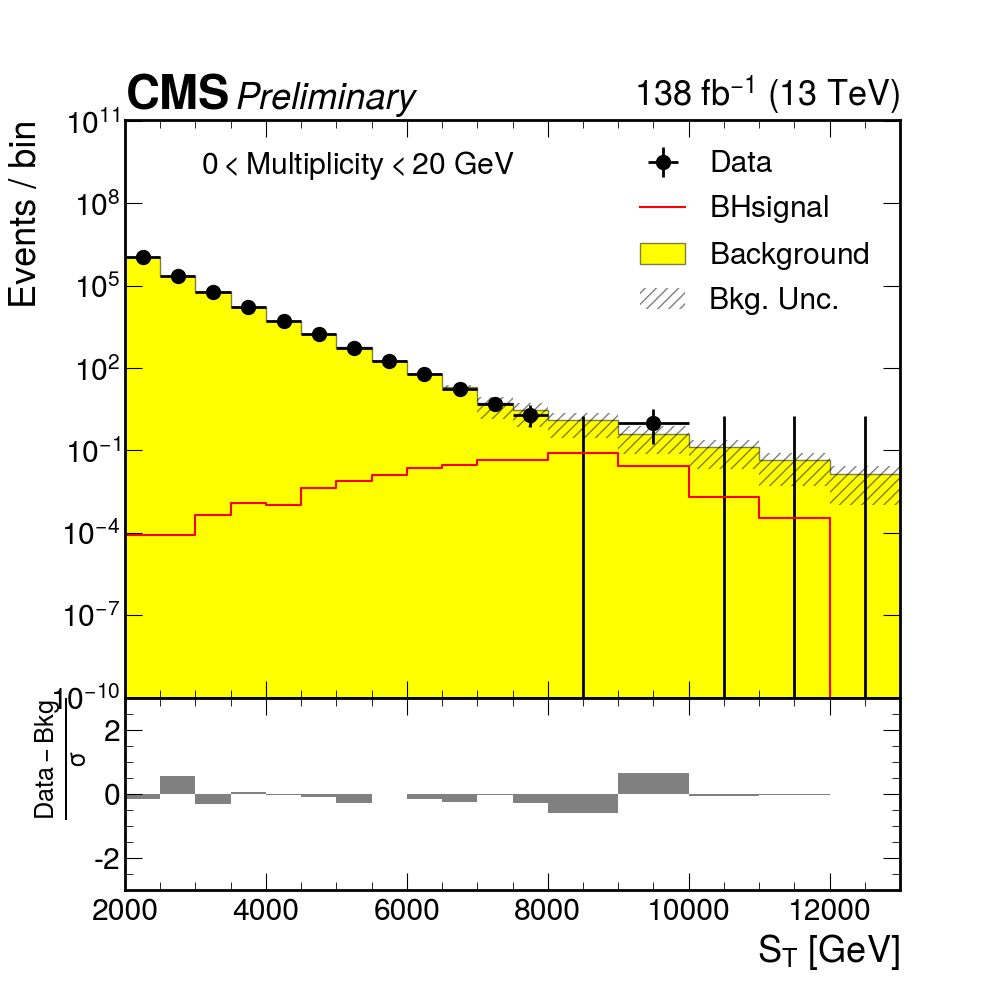 CMS Preliminary 138 fb⁻¹ (13 TeV)
Events / bin
10¹¹
10⁸
10⁵
10²
10⁻¹
10⁻⁴
10⁻⁷
10⁻¹⁰
0 < Multiplicity < 20 GeV
Data
BHsignal
Background
Bkg. Unc.
Data – Bkg
σ
2
0
-2
2000 4000 6000 8000 10000 12000
S_T [GeV]